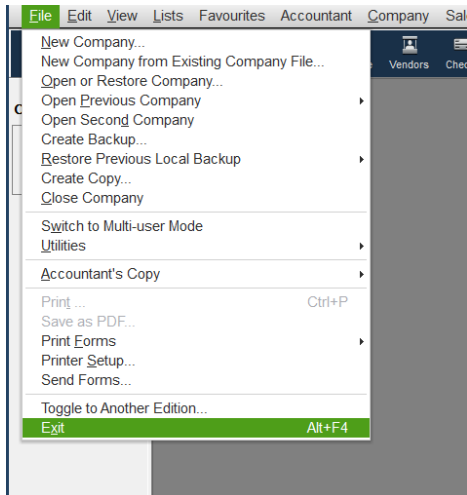 File Edit View Lists Favourites Accountant Company
Vendors
New Company...
New Company from Existing Company File...
Open or Restore Company...
Open Previous Company
Open Second Company
Create Backup...
Restore Previous Local Backup
Create Copy...
Close Company
Switch to Multi-user Mode
Utilities
Accountant's Copy
Print ... Ctrl+P
Save as PDF...
Print Forms
Printer Setup...
Send Forms...
Toggle to Another Edition...
Exit Alt+F4